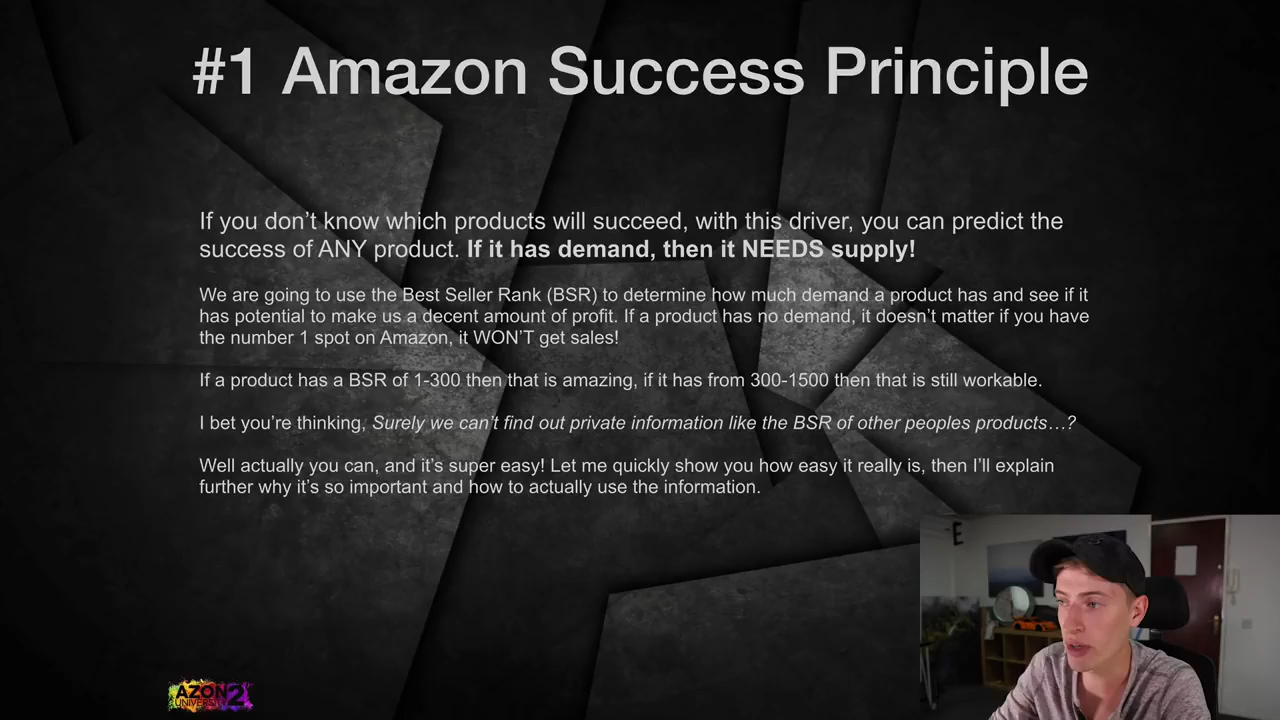 #1 Amazon Success Principle
If you don’t know which products will succeed, with this driver, you can predict the
success of ANY product. If it has demand, then it NEEDS supply!
We are going to use the Best Seller Rank (BSR) to determine how much demand a product has and see if it
has potential to make us a decent amount of profit. If a product has no demand, it doesn’t matter if you have
the number 1 spot on Amazon, it WON’T get sales!
If a product has a BSR of 1-300 then that is amazing, if it has from 300-1500 then that is still workable.
I bet you’re thinking, Surely we can’t find out private information like the BSR of other peoples products…?
Well actually you can, and it’s super easy! Let me quickly show you how easy it really is, then I’ll explain
further why it’s so important and how to actually use the information.
E
AZON 2